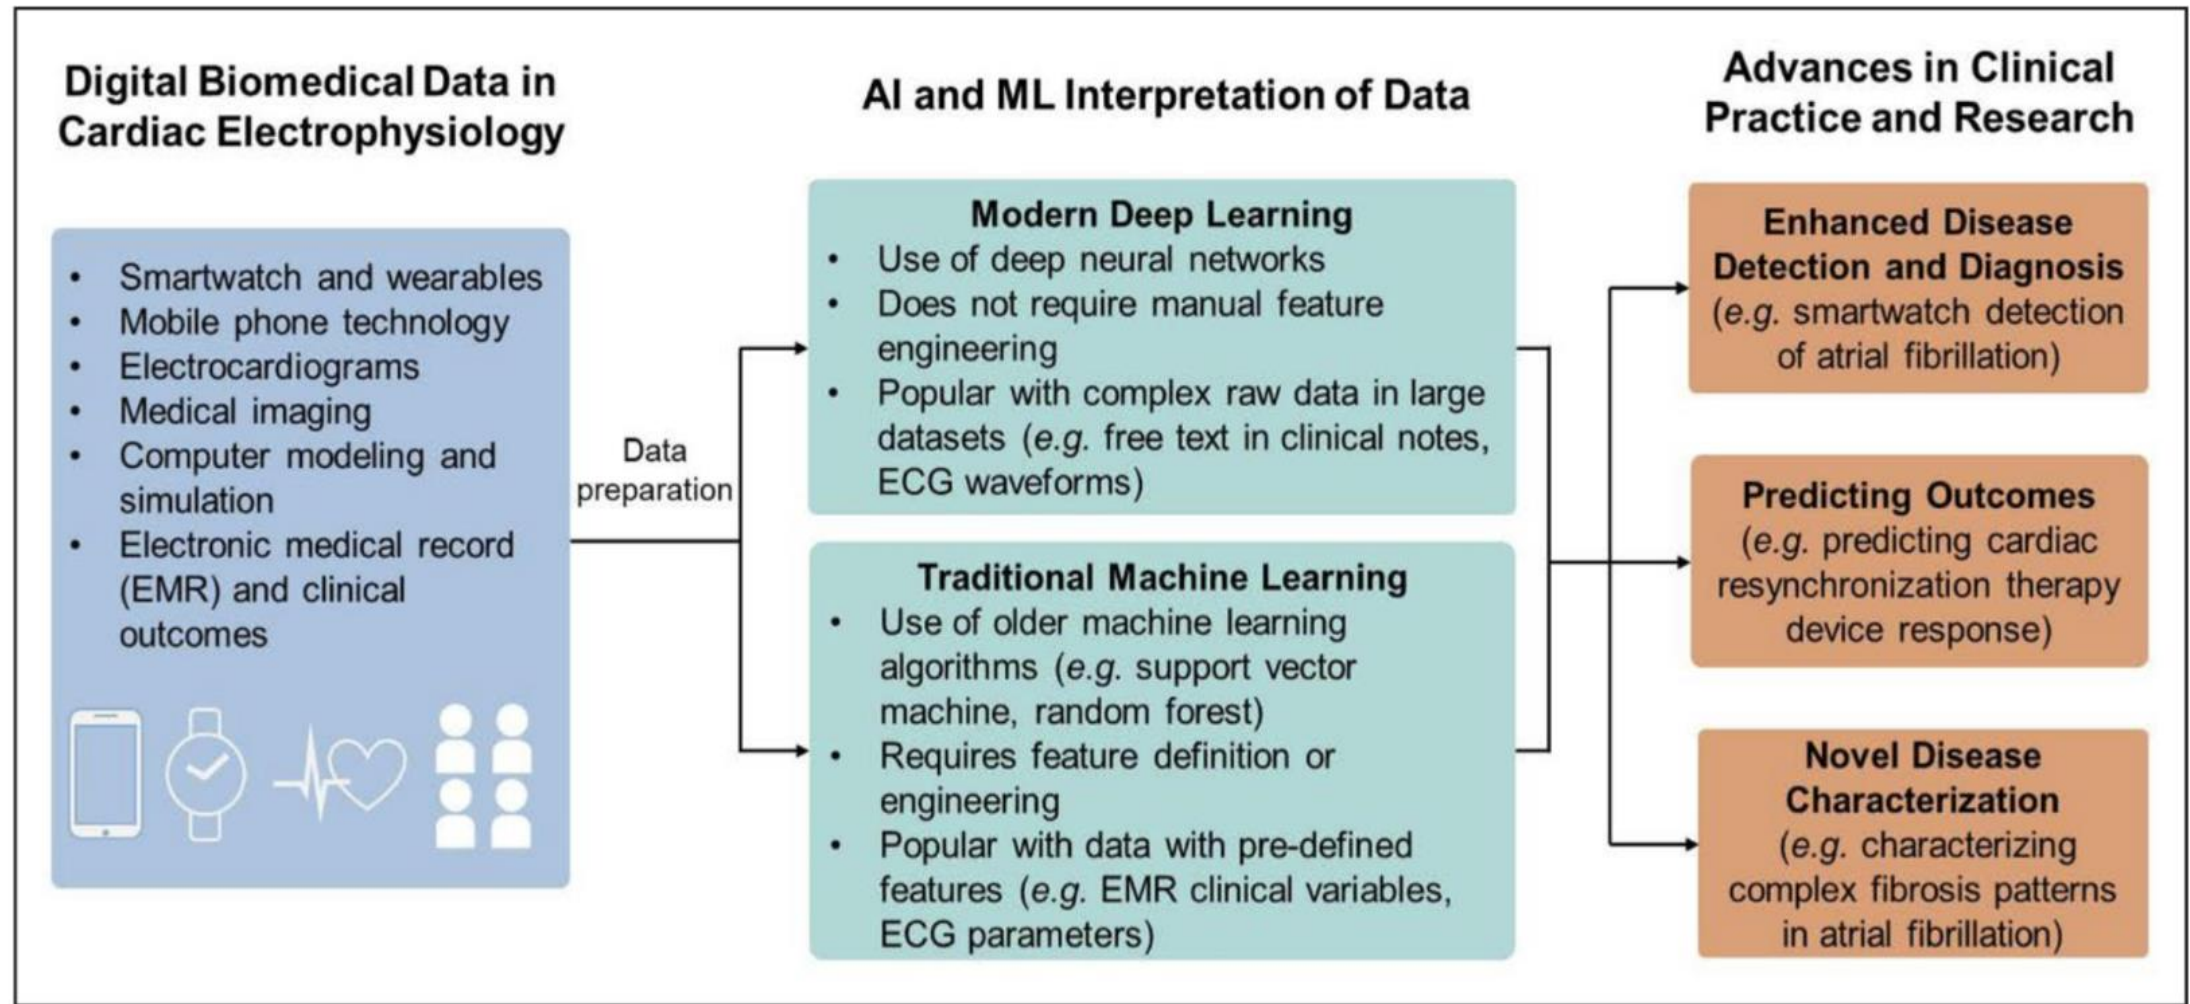 Digital Biomedical Data in
Cardiac Electrophysiology
• Smartwatch and wearables
• Mobile phone technology
• Electrocardiograms
• Medical imaging
• Computer modeling and
simulation
• Electronic medical record
(EMR) and clinical
outcomes
Data
preparation
AI and ML Interpretation of Data
Modern Deep Learning
• Use of deep neural networks
• Does not require manual feature
engineering
• Popular with complex raw data in large
datasets (e.g. free text in clinical notes,
ECG waveforms)
Traditional Machine Learning
• Use of older machine learning
algorithms (e.g. support vector
machine, random forest)
• Requires feature definition or
engineering
• Popular with data with pre-defined
features (e.g. EMR clinical variables,
ECG parameters)
Advances in Clinical
Practice and Research
Enhanced Disease
Detection and Diagnosis
(e.g. smartwatch detection
of atrial fibrillation)
Predicting Outcomes
(e.g. predicting cardiac
resynchronization therapy
device response)
Novel Disease
Characterization
(e.g. characterizing
complex fibrosis patterns
in atrial fibrillation)